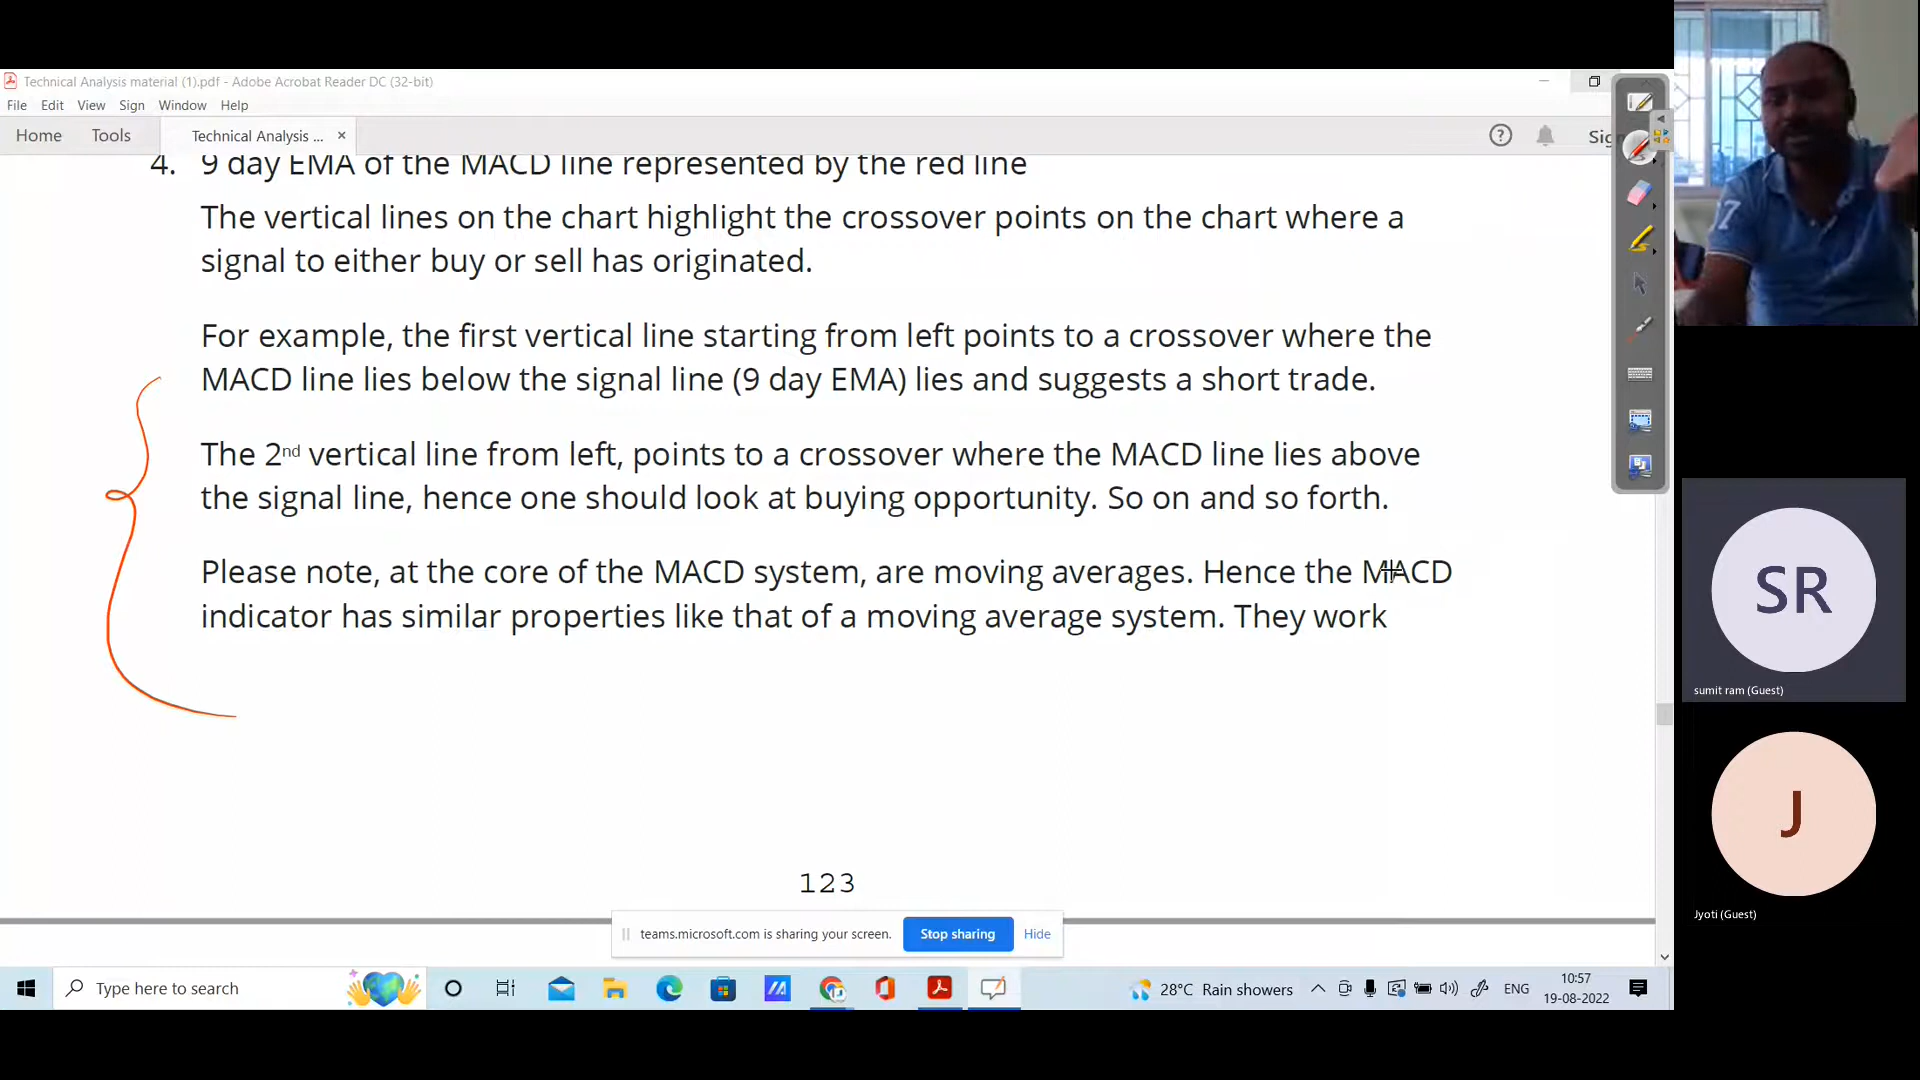 Technical Analysis material (1).pdf - Adobe Acrobat Reader DC (32-bit)
File Edit View Sign Window Help
Home Tools Technical Analysis ... ×
4. 9 day EMA of the MACD line represented by the red line
The vertical lines on the chart highlight the crossover points on the chart where a
signal to either buy or sell has originated.
For example, the first vertical line starting from left points to a crossover where the
MACD line lies below the signal line (9 day EMA) lies and suggests a short trade.
The 2nd vertical line from left, points to a crossover where the MACD line lies above
the signal line, hence one should look at buying opportunity. So on and so forth.
Please note, at the core of the MACD system, are moving averages. Hence the MACD
indicator has similar properties like that of a moving average system. They work
123
teams.microsoft.com is sharing your screen. Stop sharing Hide
Type here to search
28°C Rain showers
ENG
10:57
19-08-2022
SR
sumit ram (Guest)
J
Jyoti (Guest)